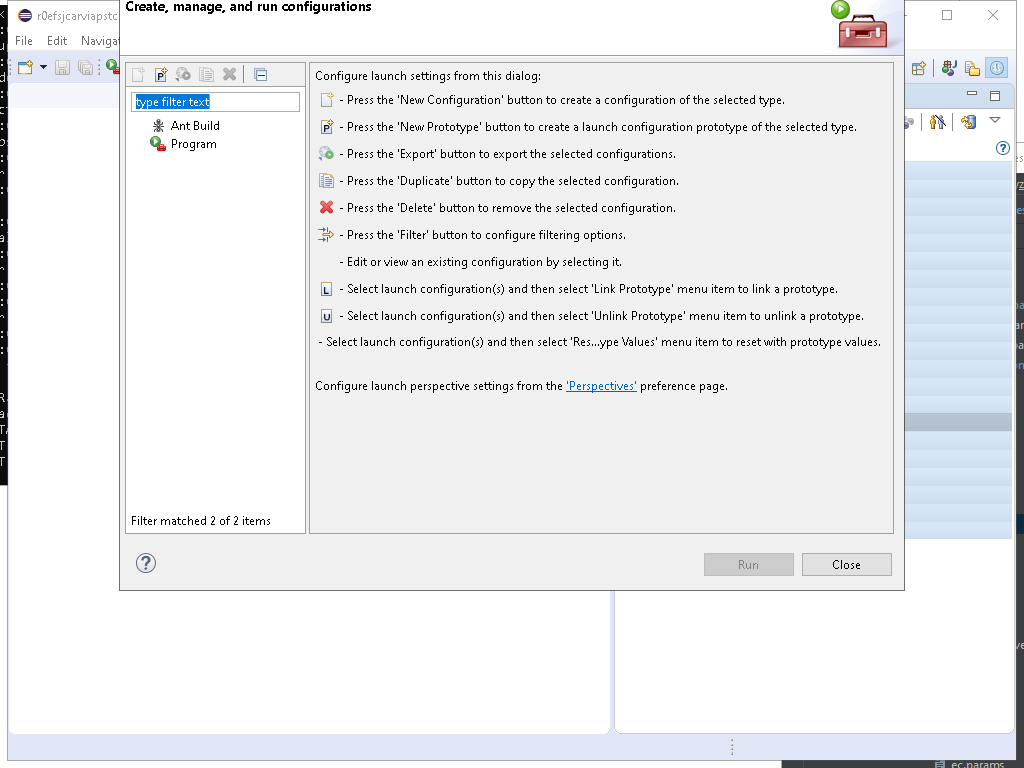 Create, manage, and run configurations
r0efsjcarviapstc
File Edit Navigat
type filter text
Ant Build
Program
Filter matched 2 of 2 items
Configure launch settings from this dialog:
- Press the 'New Configuration' button to create a configuration of the selected type.
- Press the 'New Prototype' button to create a launch configuration prototype of the selected type.
- Press the 'Export' button to export the selected configurations.
- Press the 'Duplicate' button to copy the selected configuration.
- Press the 'Delete' button to remove the selected configuration.
- Press the 'Filter' button to configure filtering options.
- Edit or view an existing configuration by selecting it.
- Select launch configuration(s) and then select 'Link Prototype' menu item to link a prototype.
- Select launch configuration(s) and then select 'Unlink Prototype' menu item to unlink a prototype.
- Select launch configuration(s) and then select 'Res...ype Values' menu item to reset with prototype values.
Configure launch perspective settings from the 'Perspectives' preference page.
Run
Close
ec.params